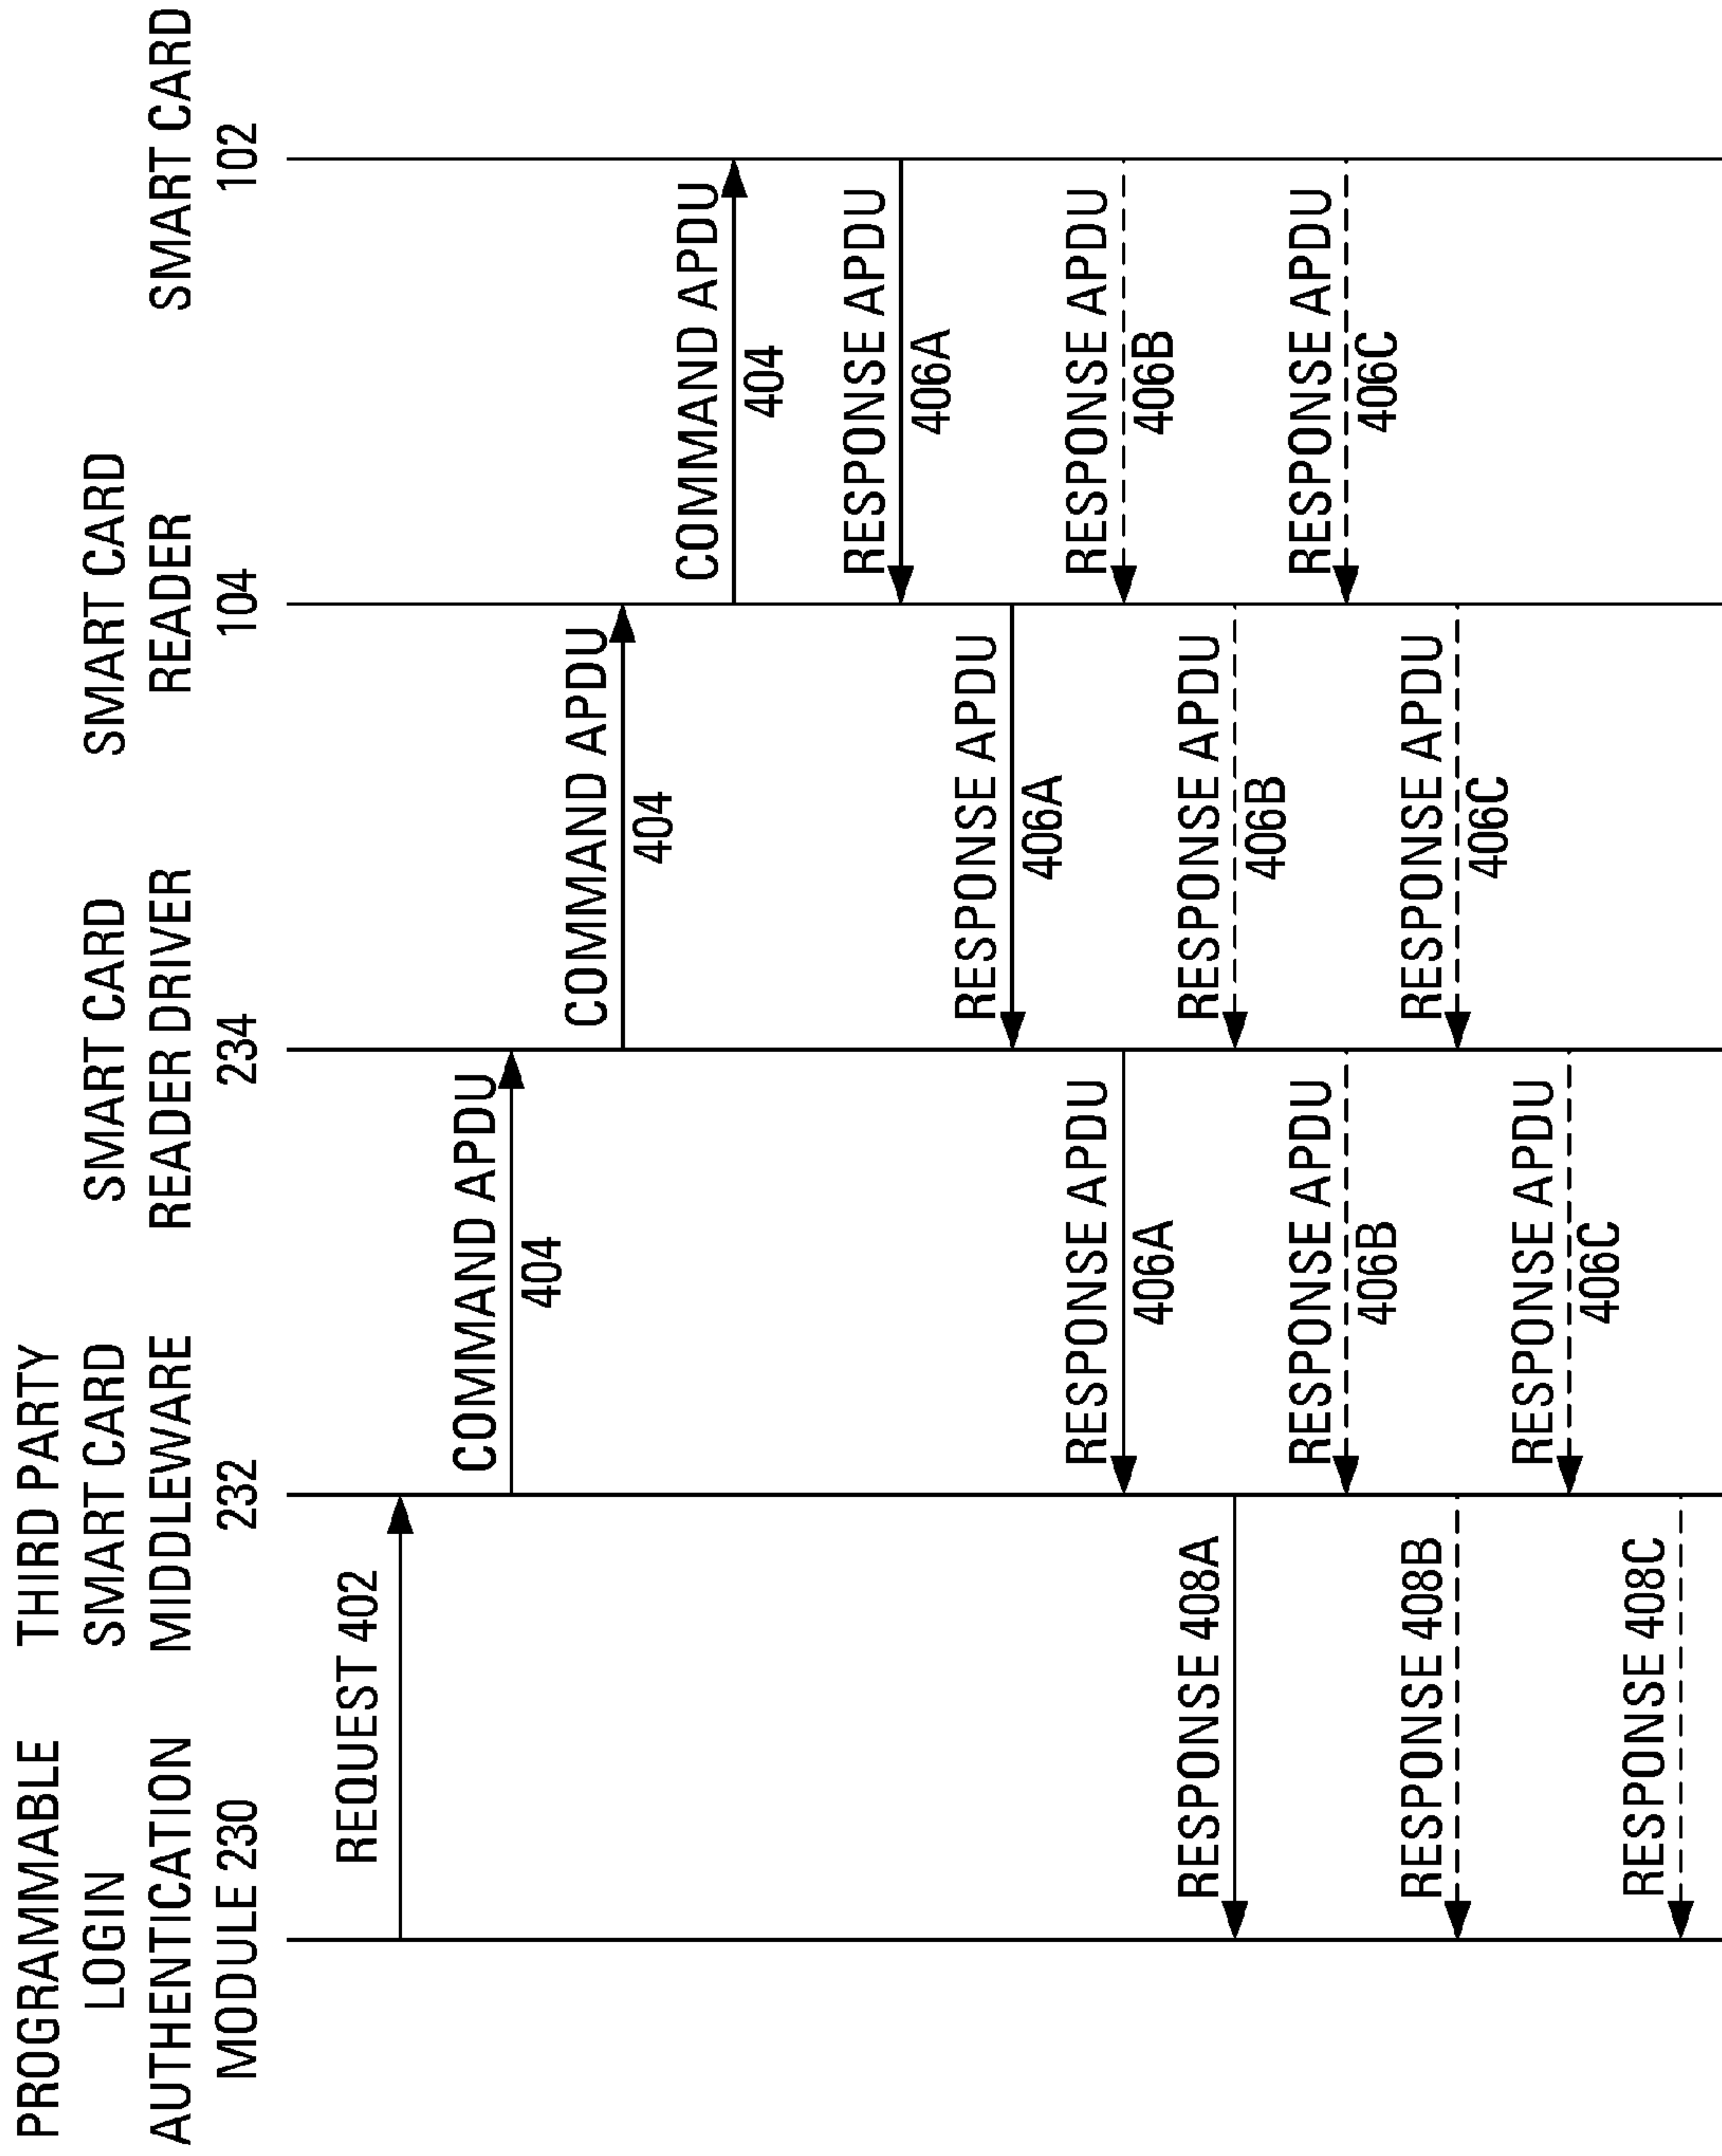 PROGRAMMABLE
LOGIN
AUTHENTICATION
MODULE 230
THIRD PARTY
SMART CARD
MIDDLEWARE
232
SMART CARD
READER DRIVER
234
SMART CARD
READER
104
SMART CARD
102
REQUEST 402
COMMAND APDU
404
COMMAND APDU
404
COMMAND APDU
404
RESPONSE APDU
406A
RESPONSE APDU
406A
RESPONSE APDU
406A
RESPONSE APDU
406B
RESPONSE 408A
RESPONSE APDU
406B
RESPONSE APDU
406B
RESPONSE APDU
406C
RESPONSE 408B
RESPONSE APDU
406C
RESPONSE APDU
406C
RESPONSE 408C